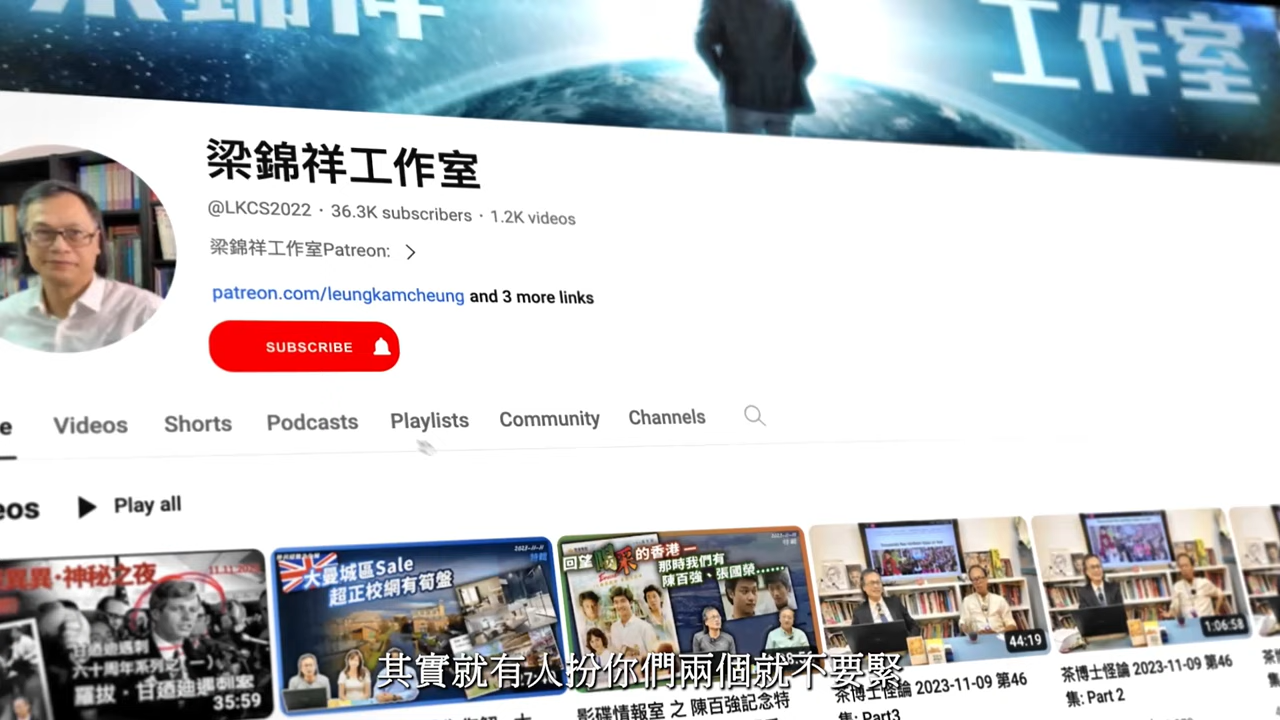 工作室
梁錦祥工作室
@LKCS2022 · 36.3K subscribers · 1.2K videos
梁錦祥工作室Patreon:
patreon.com/leungkamcheung and 3 more links
SUBSCRIBE
Videos Shorts Podcasts Playlists Community Channels
Play all
神秘之夜
大曼城區Sale
超正校網有筍盤
回望喝采的香港一
那時我們有
陳百強、張國榮......
甘迺迪遇刺
六十周年系列之(一)
羅拔·甘迺迪遇刺案
35:59
44:19
1:06:58
影碟情報室 之 陳百強記念特
茶博士怪論 2023-11-09 第46
集: Part3
茶博士怪論 2023-11-09 第46
集: Part 2
其實就有人扮你們兩個就不要緊